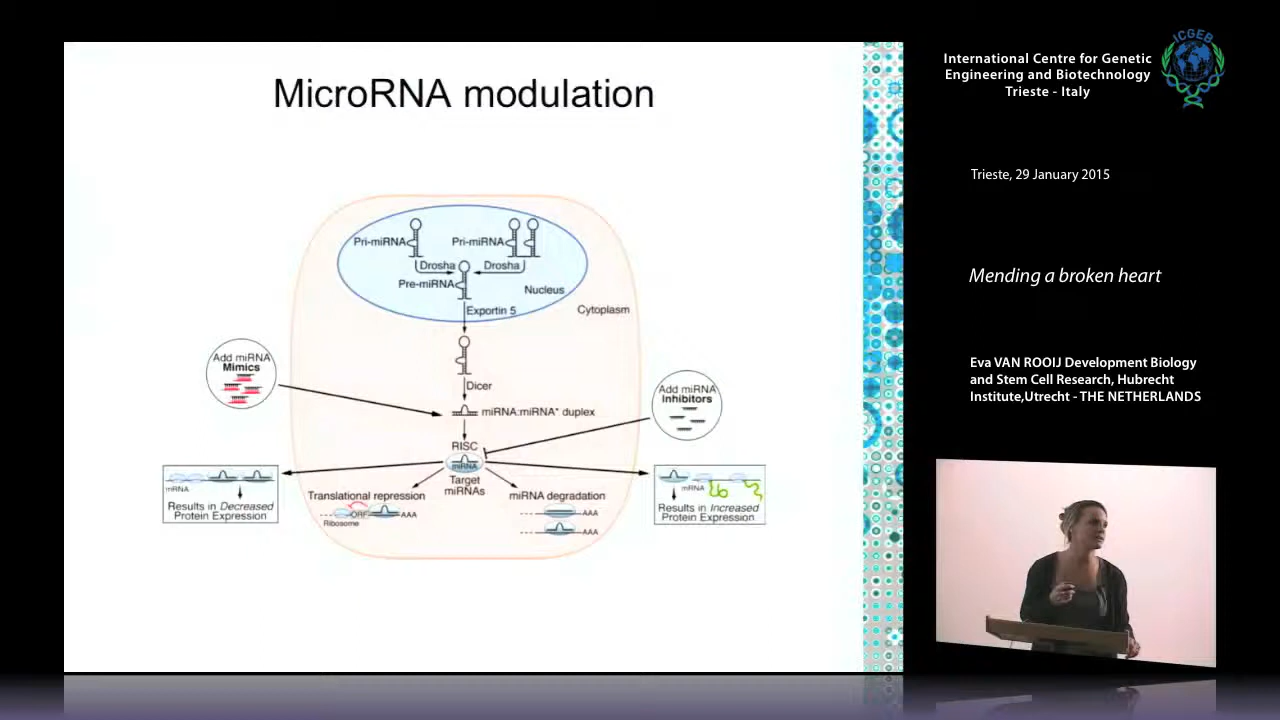 MicroRNA modulation
Pri-miRNA
Pri-miRNA
Drosha
Drosha
Pre-miRNA
Nucleus
Exportin 5
Cytoplasm
Add miRNA
Mimics
Dicer
Add miRNA
Inhibitors
miRNA:miRNA* duplex
RISC
miRNA
Target
miRNAs
mRNA
Results in Decreased
Protein Expression
Translational repression
ORF
AAA
Ribosome
miRNA degradation
AAA
AAA
mRNA
Results in Increased
Protein Expression
International Centre for Genetic
Engineering and Biotechnology
Trieste - Italy
ICGEB
Trieste, 29 January 2015
Mending a broken heart
Eva VAN ROOIJ Development Biology
and Stem Cell Research, Hubrecht
Institute,Utrecht - THE NETHERLANDS